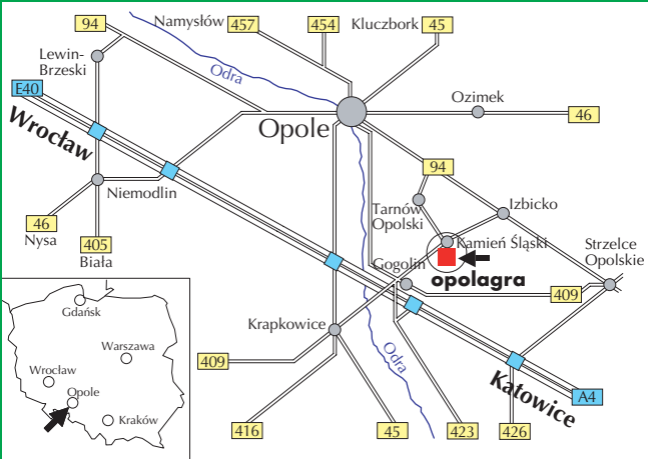 94
Namysłów
457
454
Kluczbork
45
Lewin-
Brzeski
Odra
E40
Wrocław
Opole
Ozimek
46
94
Niemodlin
Tarnów
Opolski
Izbicko
46
Nysa
405
Biała
Kamień Śląski
Strzelce
Opolskie
Gogolin
opolagra
409
Gdańsk
Warszawa
Wrocław
Opole
Kraków
Krapkowice
409
Odra
Katowice
A4
416
45
423
426